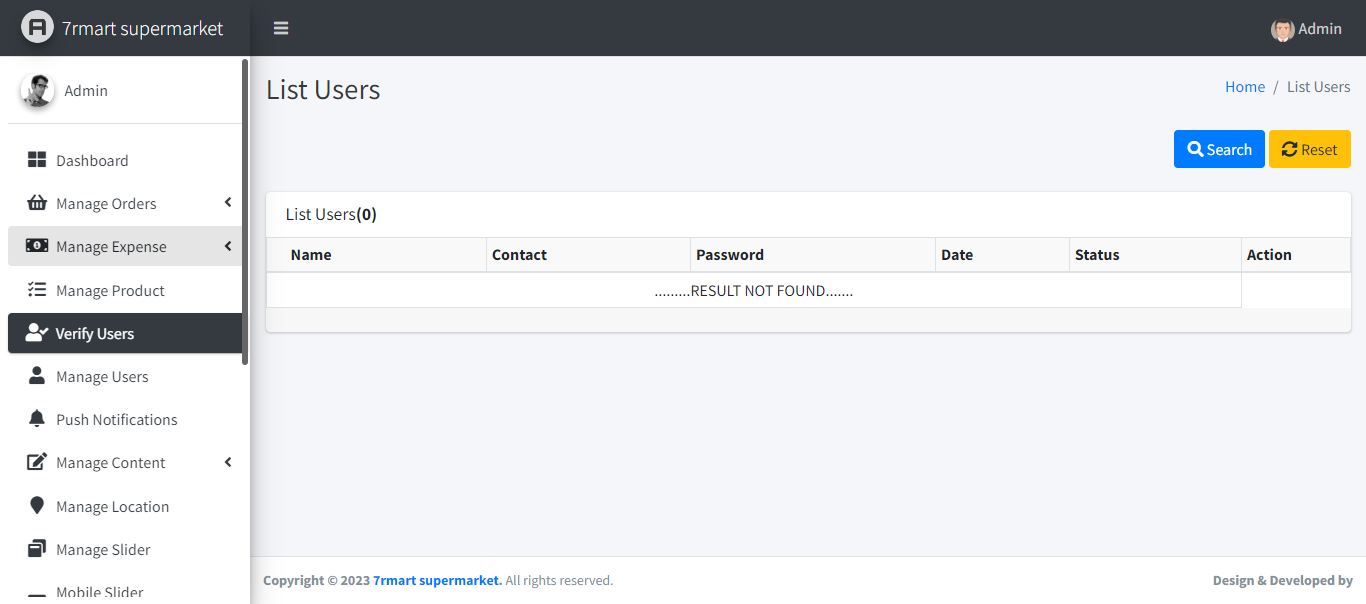 7rmart supermarket
Admin
Admin
List Users
Home / List Users
Search
Reset
Dashboard
Manage Orders
Manage Expense
Manage Product
Verify Users
Manage Users
Push Notifications
Manage Content
Manage Location
Manage Slider
Mobile Slider
List Users(0)
Name Contact Password Date Status Action
.........RESULT NOT FOUND.......
Copyright © 2023 7rmart supermarket. All rights reserved.
Design & Developed by